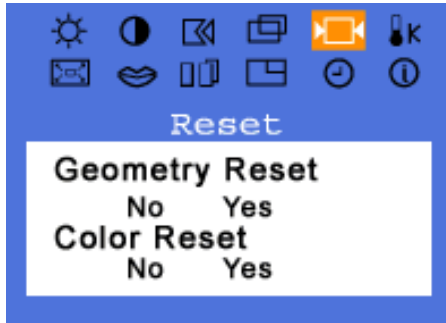 K
Reset
Geometry Reset
No Yes
Color Reset
No Yes